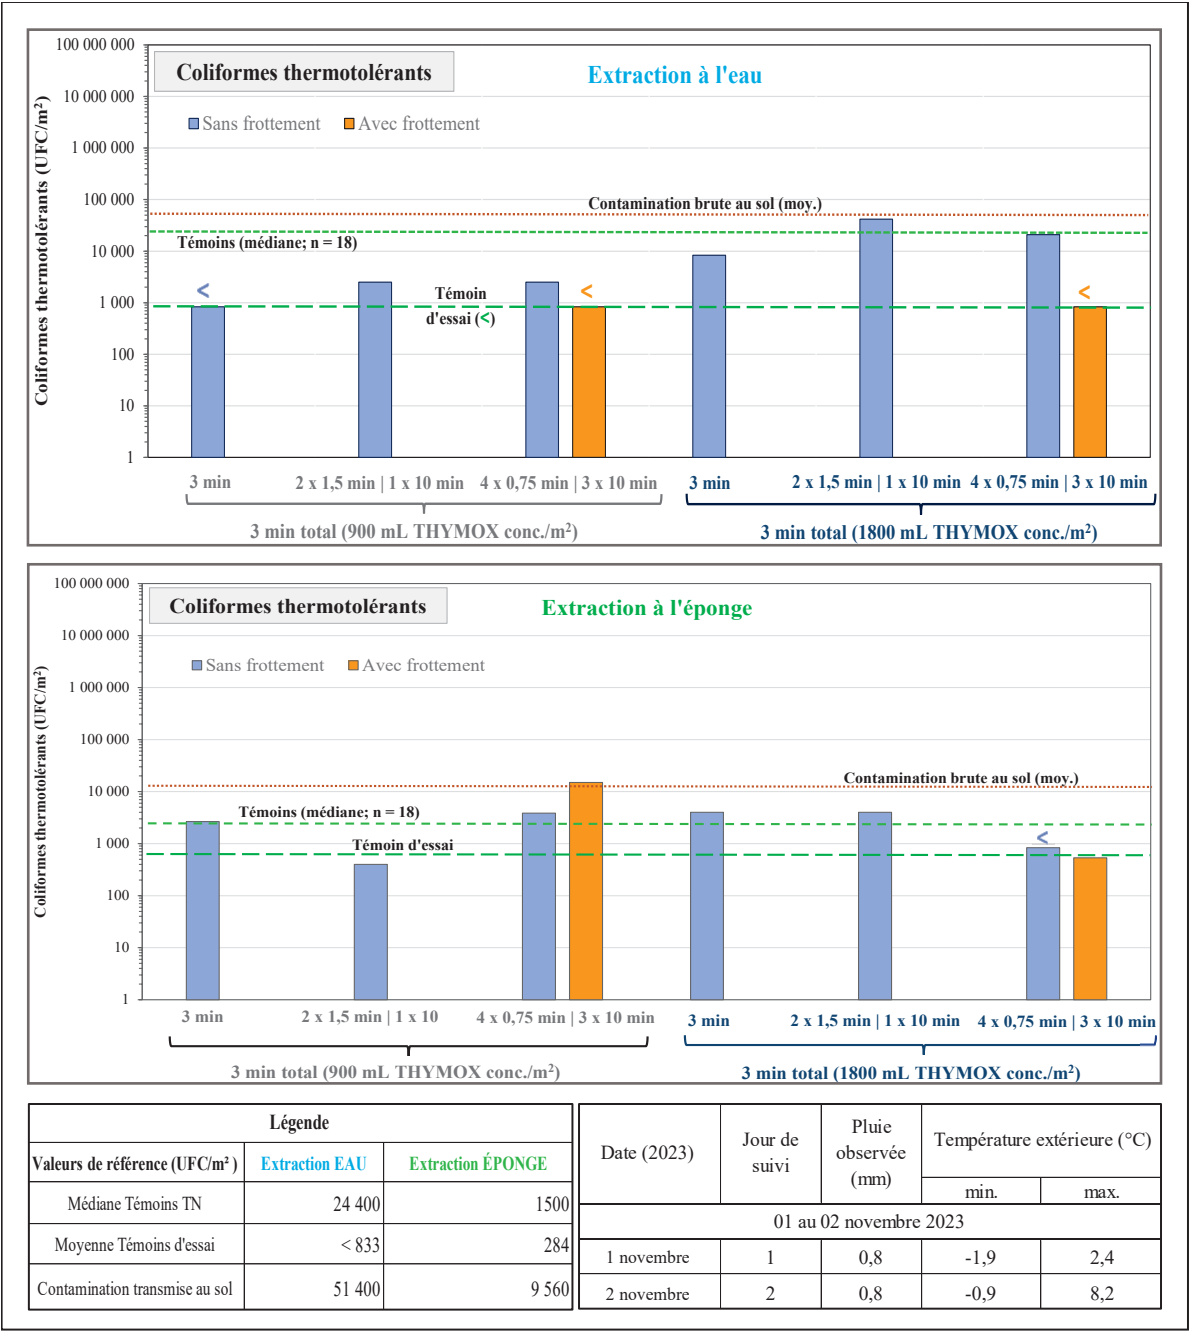 Coliformes thermotolérants
Extraction à l'eau
Coliformes thermotolérants (UFC/m²)
100 000 000
10 000 000
1 000 000
100 000
10 000
1 000
100
10
1
Sans frottement
Avec frottement
Contamination brute au sol (moy.)
Témoins (médiane; n = 18)
<
Témoin
d'essai (<)
<
<
3 min
2 x 1,5 min | 1 x 10 min
4 x 0,75 min | 3 x 10 min
3 min
2 x 1,5 min | 1 x 10 min
4 x 0,75 min | 3 x 10 min
3 min total (900 mL THYMOX conc./m²)
3 min total (1800 mL THYMOX conc./m²)
Coliformes thermotolérants
Extraction à l'éponge
Coliformes thermotolérants (UFC/m²)
100 000 000
10 000 000
1 000 000
100 000
10 000
1 000
100
10
1
Sans frottement
Avec frottement
Contamination brute au sol (moy.)
Témoins (médiane; n = 18)
Témoin d'essai
<
3 min
2 x 1,5 min | 1 x 10
4 x 0,75 min | 3 x 10 min
3 min
2 x 1,5 min | 1 x 10 min
4 x 0,75 min | 3 x 10 min
3 min total (900 mL THYMOX conc./m²)
3 min total (1800 mL THYMOX conc./m²)
Légende
Valeurs de référence (UFC/m² ) Extraction EAU Extraction ÉPONGE
Médiane Témoins TN 24 400 1500
Moyenne Témoins d'essai < 833 284
Contamination transmise au sol 51 400 9 560
Date (2023)
Jour de
suivi
Pluie
observée
(mm)
Température extérieure (°C)
min. max.
01 au 02 novembre 2023
1 novembre 1 0,8 -1,9 2,4
2 novembre 2 0,8 -0,9 8,2